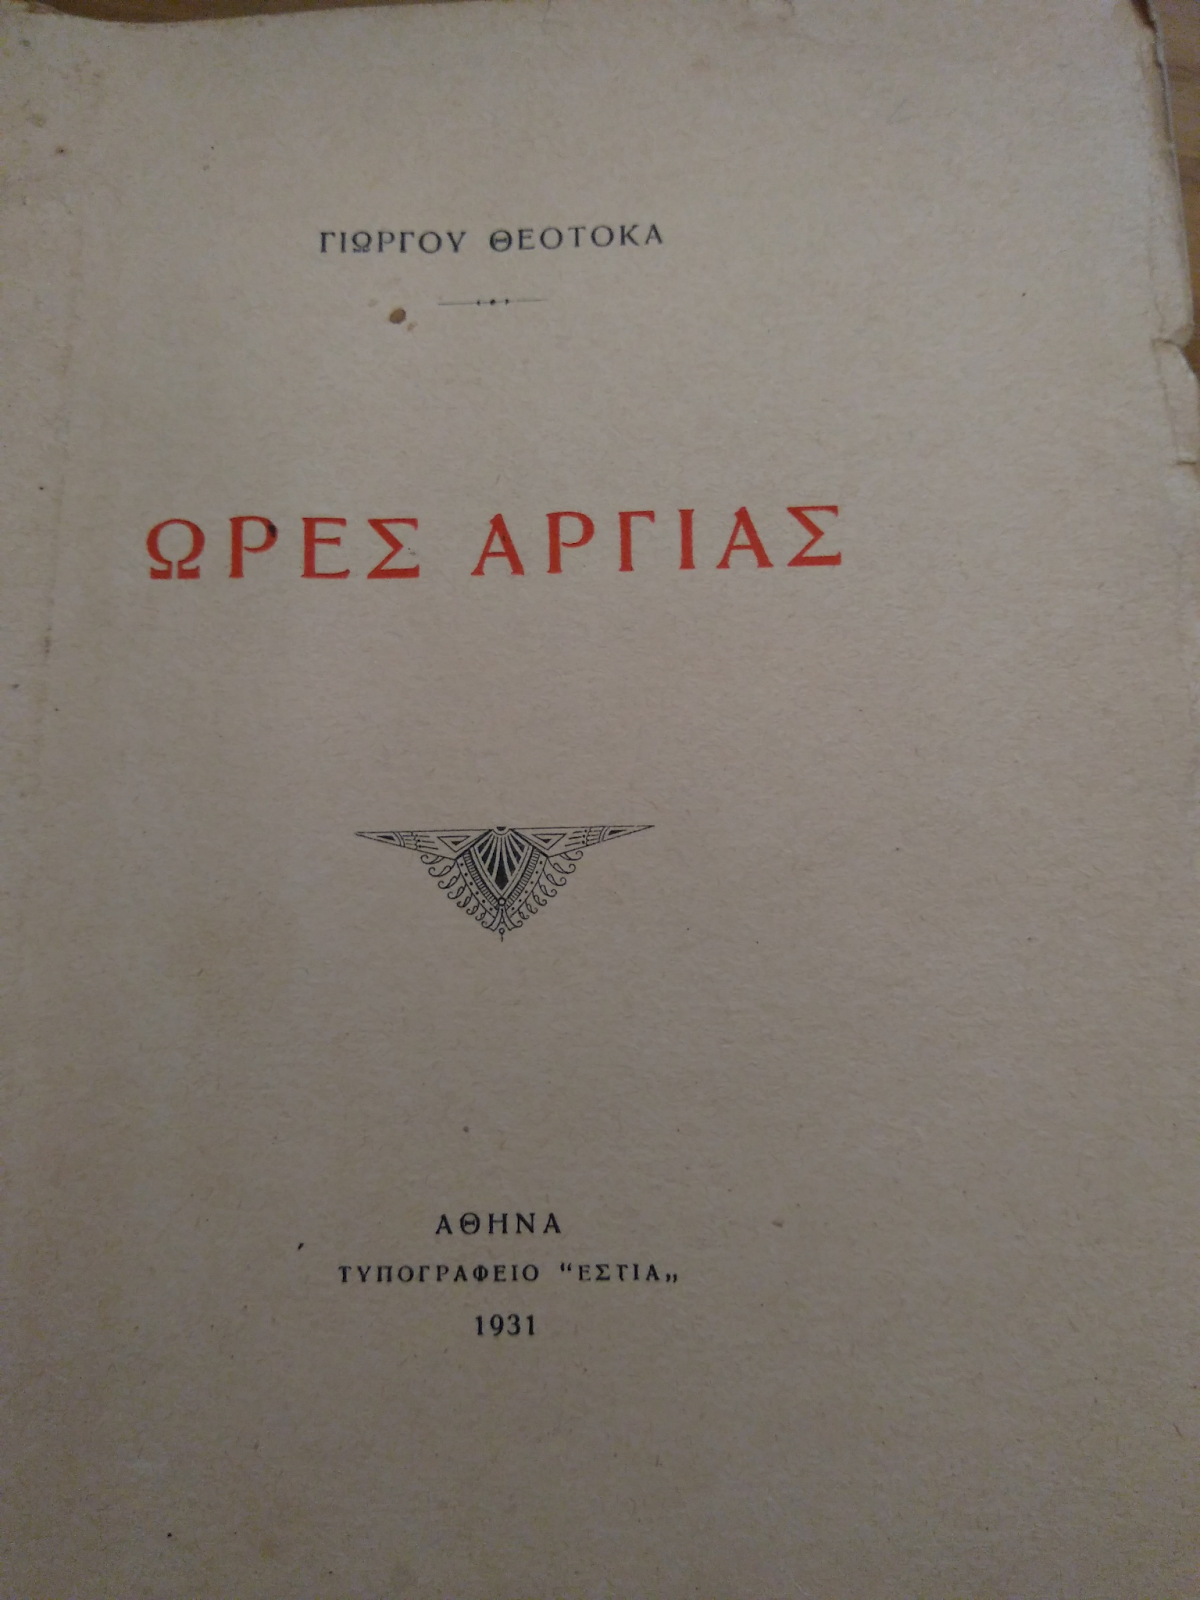 ΓΙΩΡΓΟΥ ΘΕΟΤΟΚΑ
ΩΡΕΣ ΑΡΓΙΑΣ
ΑΘΗΝΑ
ΤΥΠΟΓΡΑΦΕΙΟ “ΕΣΤΙΑ„
1931